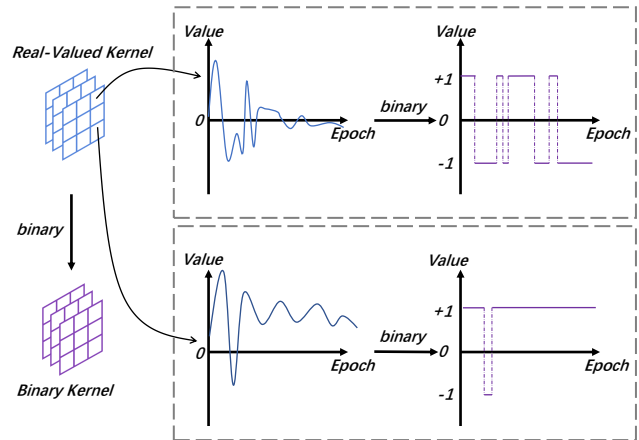 Real-Valued Kernel
binary
Binary Kernel
Value
0
Epoch
binary
Value
+1
0
-1
Epoch
Value
0
Epoch
binary
Value
+1
0
-1
Epoch